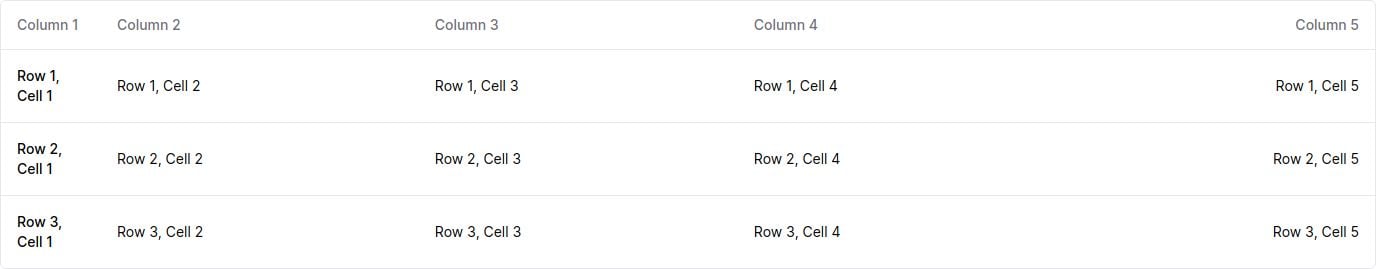 Column 1 Column 2 Column 3 Column 4 Column 5
Row 1,
Cell 1 Row 1, Cell 2 Row 1, Cell 3 Row 1, Cell 4 Row 1, Cell 5
Row 2,
Cell 1 Row 2, Cell 2 Row 2, Cell 3 Row 2, Cell 4 Row 2, Cell 5
Row 3,
Cell 1 Row 3, Cell 2 Row 3, Cell 3 Row 3, Cell 4 Row 3, Cell 5